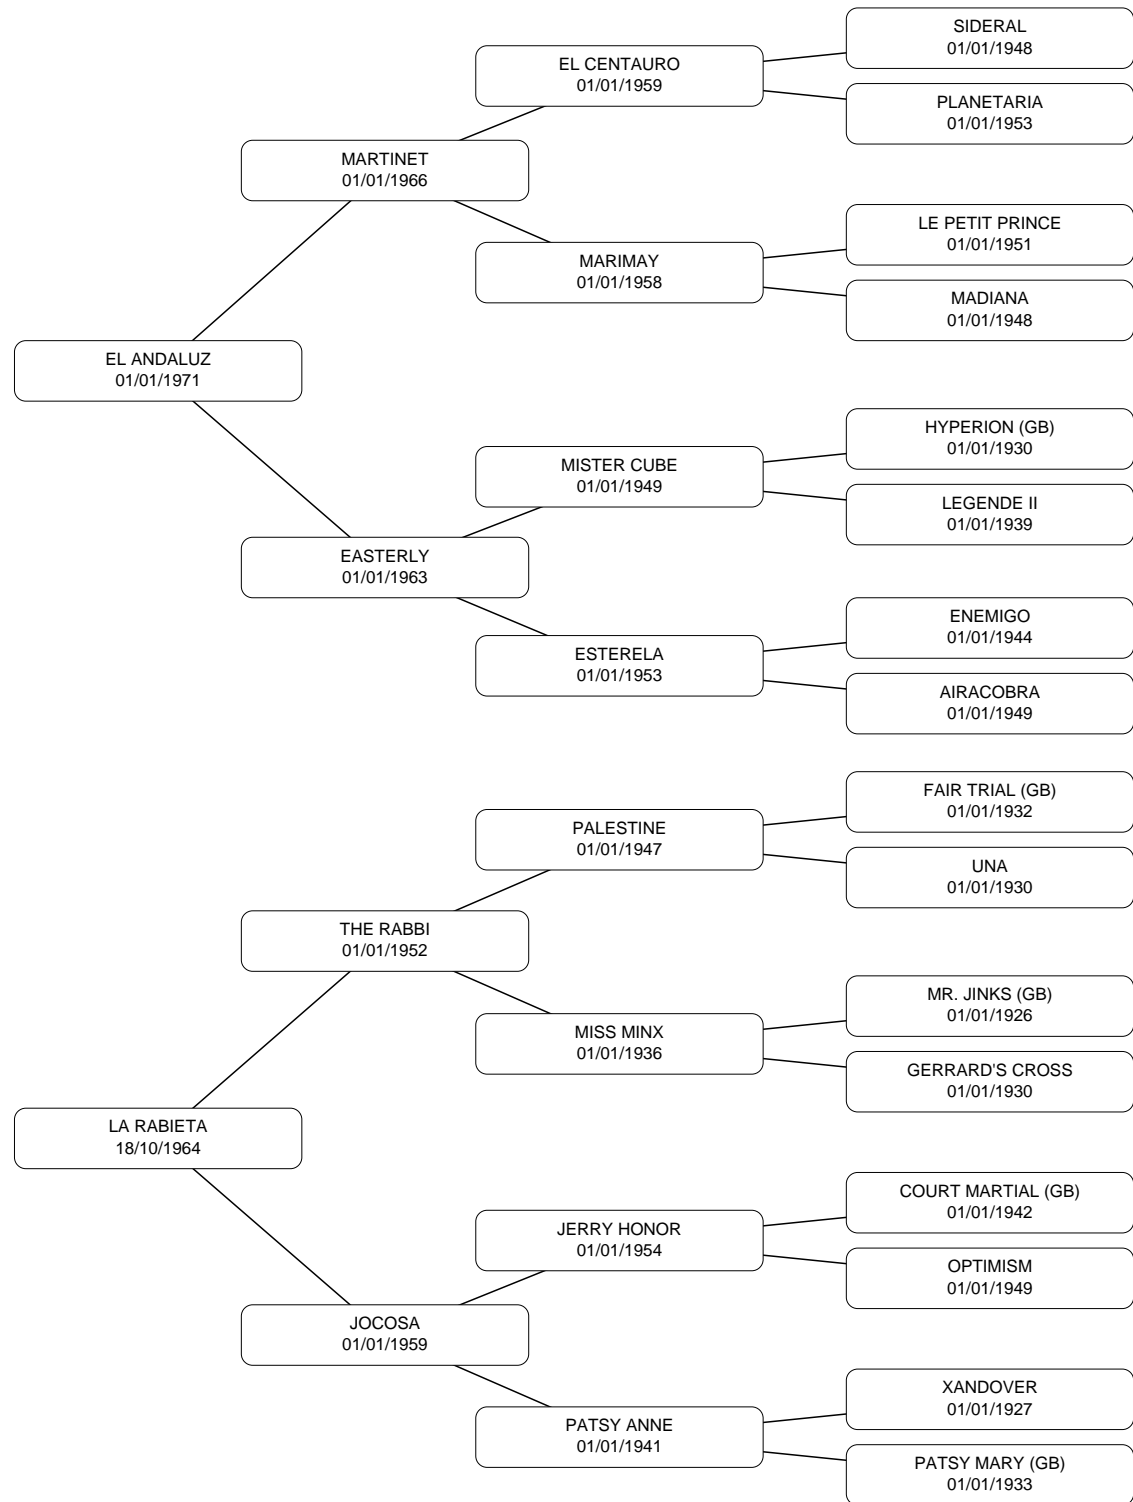 SIDERAL
01/01/1948
EL CENTAURO
01/01/1959
PLANETARIA
01/01/1953
MARTINET
01/01/1966
LE PETIT PRINCE
01/01/1951
MARIMAY
01/01/1958
MADIANA
01/01/1948
EL ANDALUZ
01/01/1971
HYPERION (GB)
01/01/1930
MISTER CUBE
01/01/1949
LEGENDE II
01/01/1939
EASTERLY
01/01/1963
ENEMIGO
01/01/1944
ESTERELA
01/01/1953
AIRACOBRA
01/01/1949
FAIR TRIAL (GB)
01/01/1932
PALESTINE
01/01/1947
UNA
01/01/1930
THE RABBI
01/01/1952
MR. JINKS (GB)
01/01/1926
MISS MINX
01/01/1936
GERRARD'S CROSS
01/01/1930
LA RABIETA
18/10/1964
COURT MARTIAL (GB)
01/01/1942
JERRY HONOR
01/01/1954
OPTIMISM
01/01/1949
JOCOSA
01/01/1959
XANDOVER
01/01/1927
PATSY ANNE
01/01/1941
PATSY MARY (GB)
01/01/1933